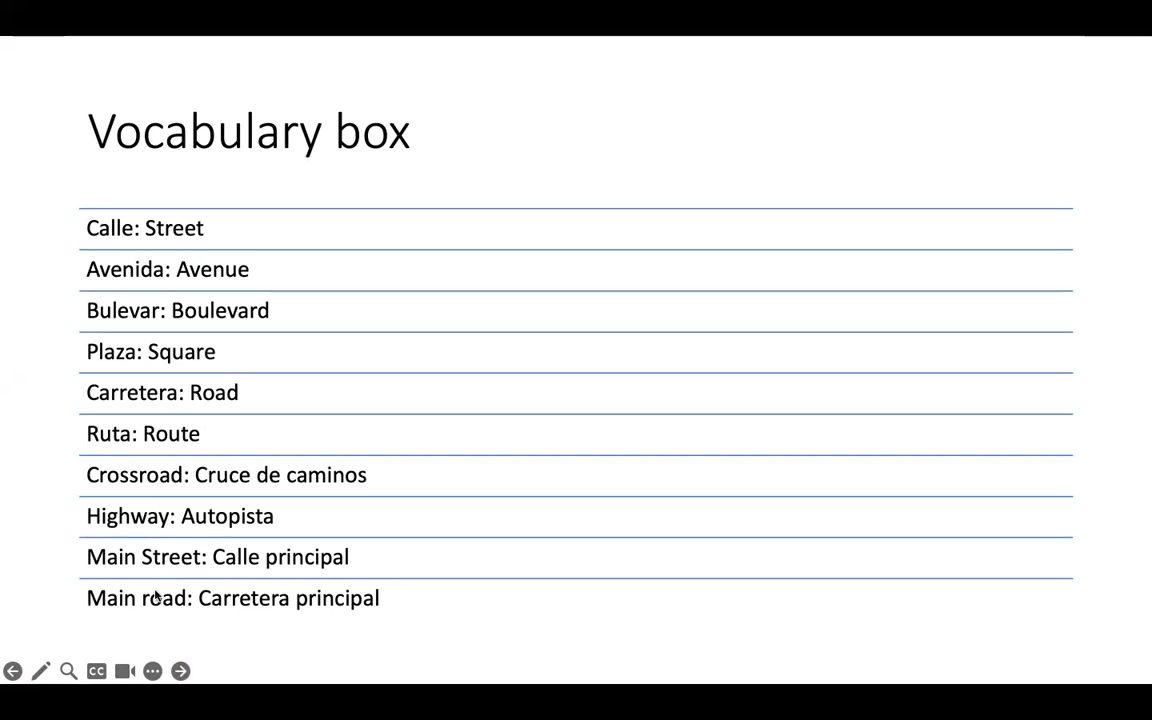 Vocabulary box
Calle: Street
Avenida: Avenue
Bulevar: Boulevard
Plaza: Square
Carretera: Road
Ruta: Route
Crossroad: Cruce de caminos
Highway: Autopista
Main Street: Calle principal
Main road: Carretera principal
CC